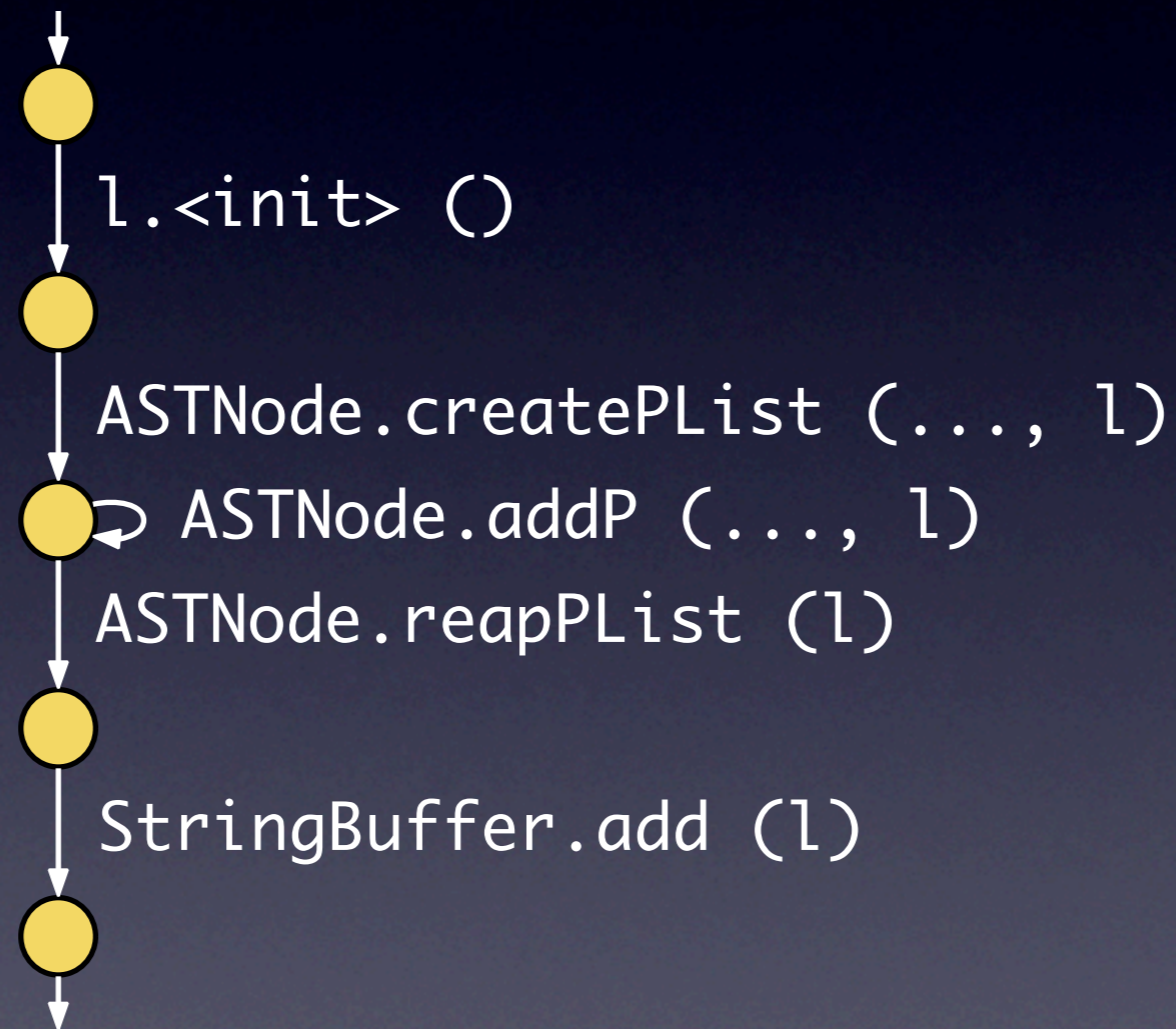 l.<init> ()
ASTNode.createPList (..., l)
ASTNode.addP (..., l)
ASTNode.reapPList (l)
StringBuffer.add (l)